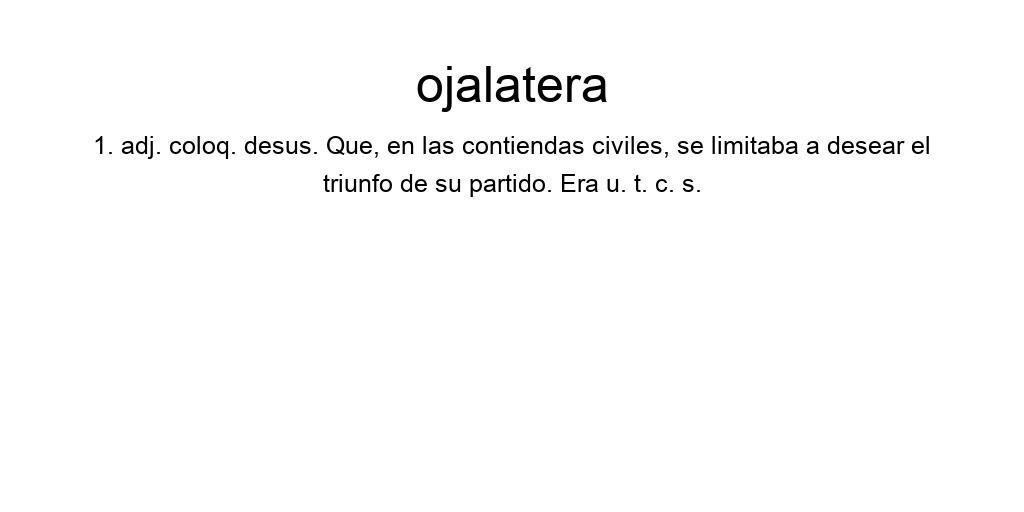 ojalatera
1. adj. coloq. desus. Que, en las contiendas civiles, se limitaba a desear el
triunfo de su partido. Era u. t. c. s.